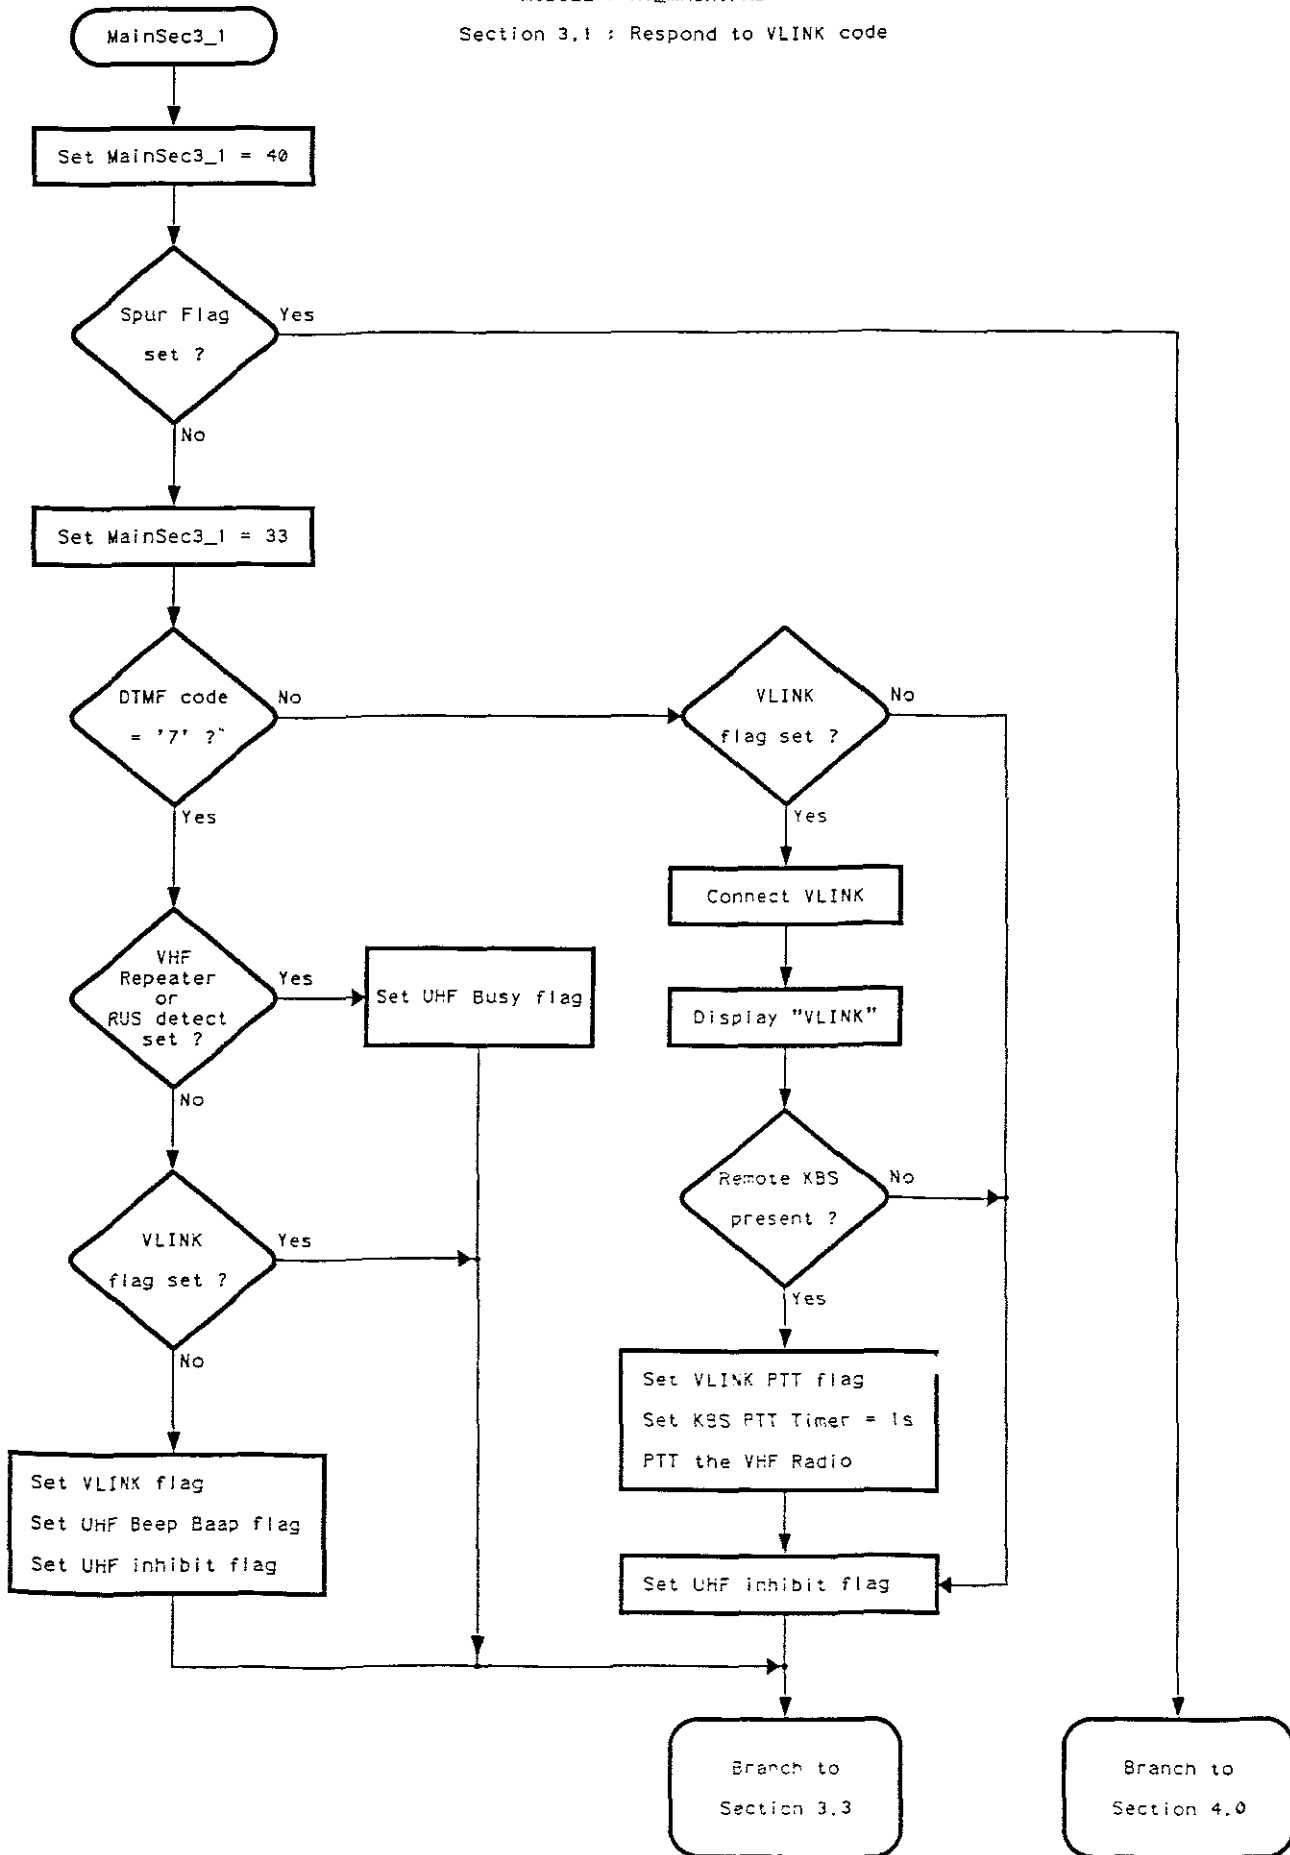 Section 3.1 : Respond to VLINK code
MainSec3_1
Set MainSec3_1 = 40
Spur Flag
set ?
Yes
No
Set MainSec3_1 = 33
DTMF code
= '7' ?
No
Yes
VLINK
flag set ?
No
Yes
Connect VLINK
Display "VLINK"
VHF
Repeater
or
RUS detect
set ?
Yes
No
Set UHF Busy flag
Remote KBS
present ?
No
Yes
VLINK
flag set ?
Yes
No
Set VLINK PTT flag
Set KBS PTT Timer = 1s
PTT the VHF Radio
Set VLINK flag
Set UHF Beep Baap flag
Set UHF inhibit flag
Set UHF inhibit flag
Branch to
Section 3.3
Branch to
Section 4.0